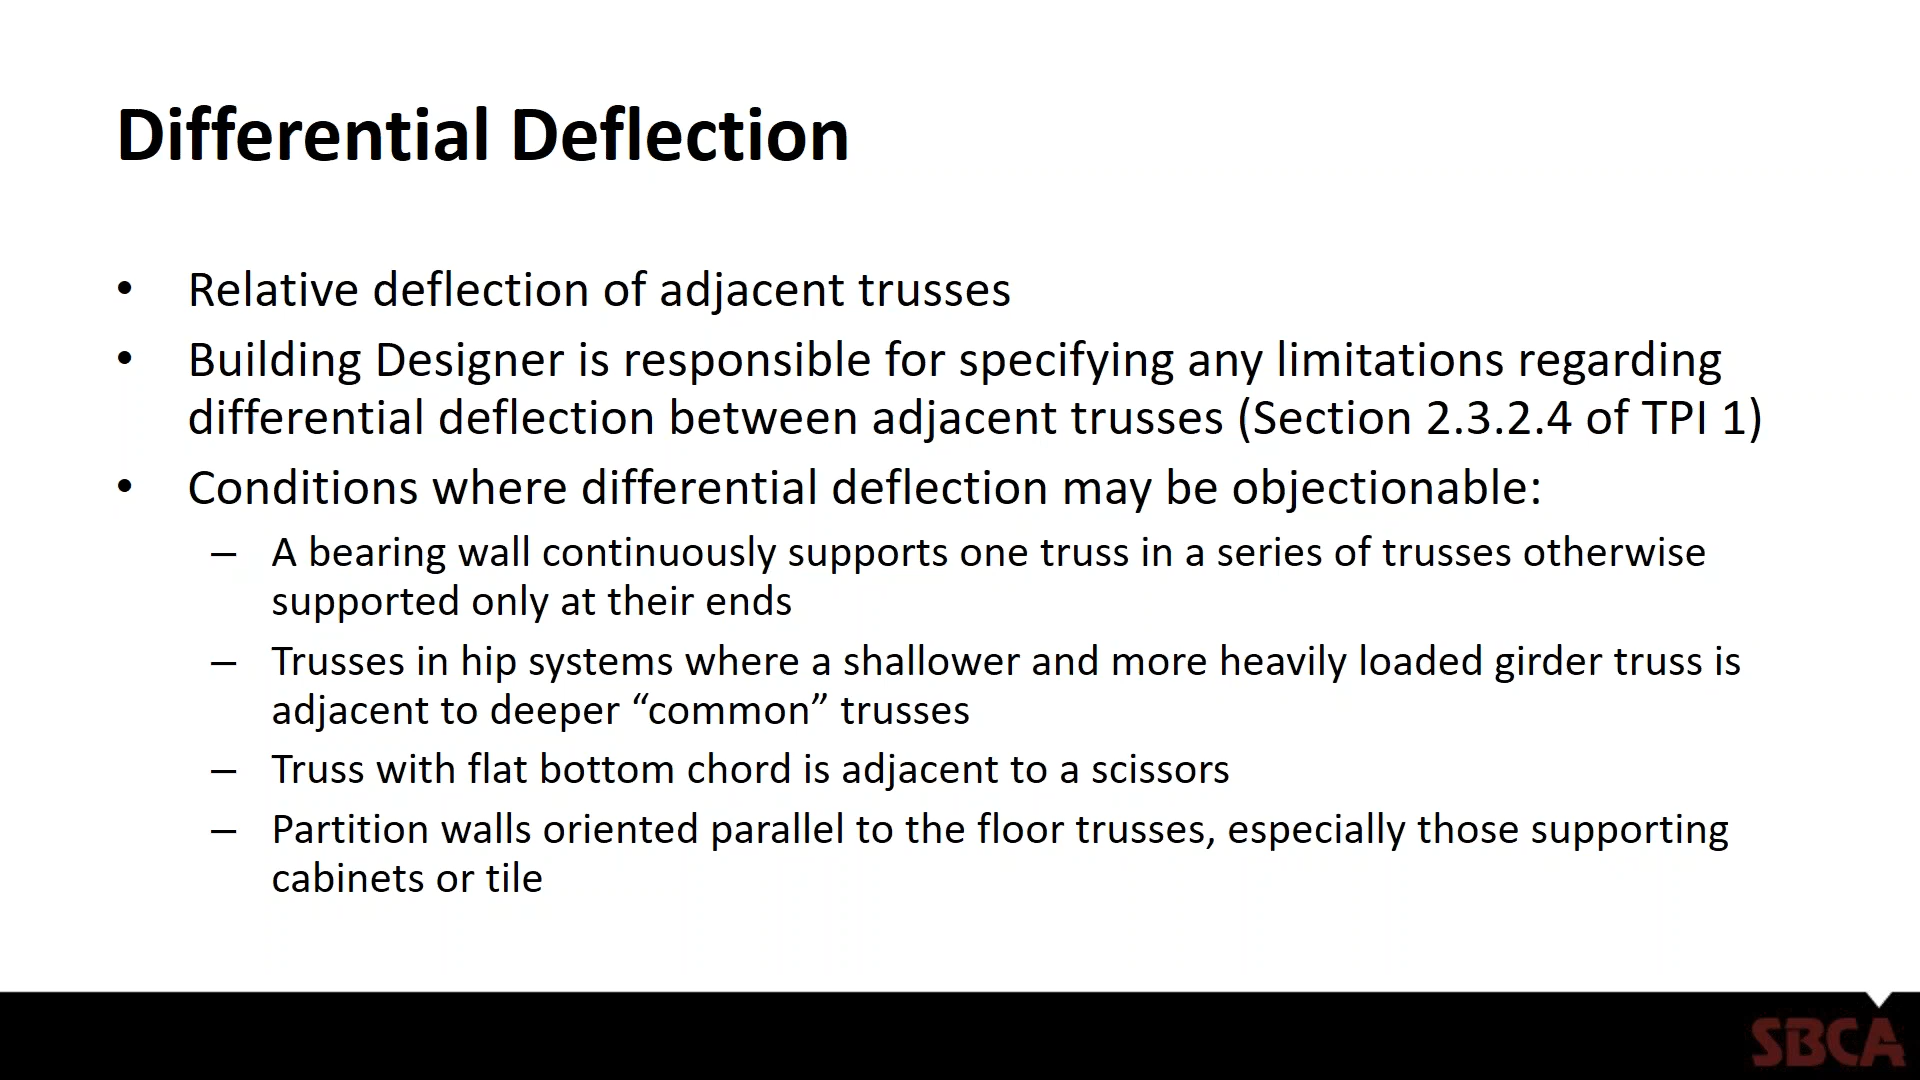 Differential Deflection
• Relative deflection of adjacent trusses
• Building Designer is responsible for specifying any limitations regarding
differential deflection between adjacent trusses (Section 2.3.2.4 of TPI 1)
• Conditions where differential deflection may be objectionable:
– A bearing wall continuously supports one truss in a series of trusses otherwise
supported only at their ends
– Trusses in hip systems where a shallower and more heavily loaded girder truss is
adjacent to deeper “common” trusses
– Truss with flat bottom chord is adjacent to a scissors
– Partition walls oriented parallel to the floor trusses, especially those supporting
cabinets or tile
SBCA